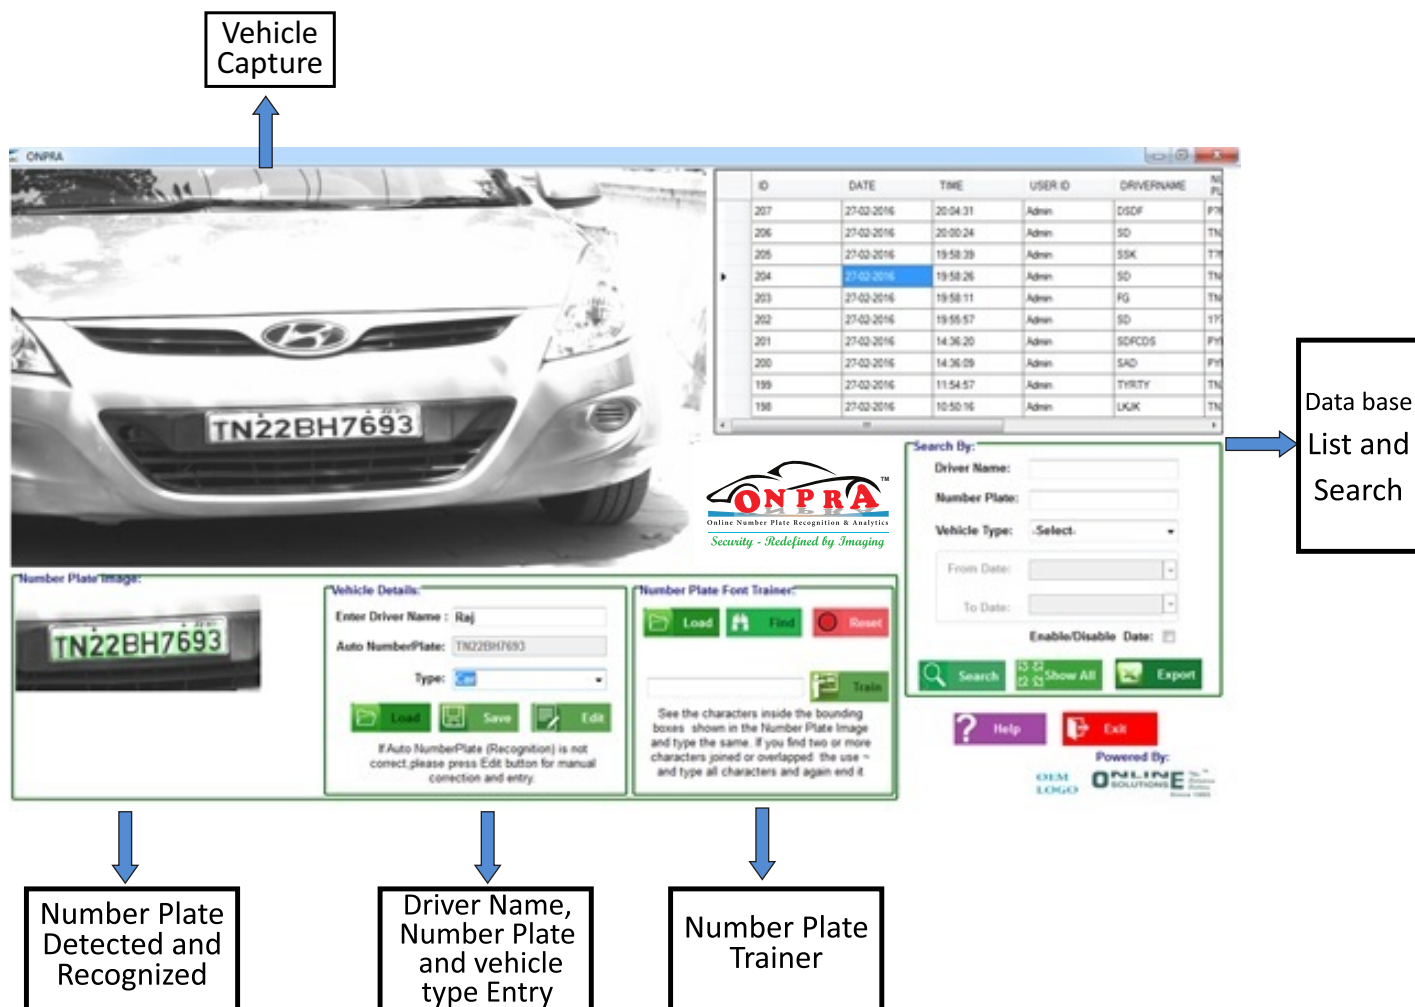 Vehicle
Capture
ONPRA
TN22BH7693
ID DATE TIME USER ID DRIVERNAME
207 27-02-2016 20:04:31 Admin DSDF
206 27-02-2016 20:00:24 Admin SD TN
205 27-02-2016 19:58:39 Admin SSK
204 27-02-2016 19:58:26 Admin SD TN
203 27-02-2016 19:58:11 Admin FG TN
202 27-02-2016 19:55:57 Admin SD
201 27-02-2016 14:36:20 Admin SDFCDS
200 27-02-2016 14:36:09 Admin SAD
199 27-02-2016 11:54:57 Admin TYRTY TN
198 27-02-2016 10:50:16 Admin LKJK TN
Data base
List and
Search
ONPRA TM
Online Number Plate Recognition & Analytics
Security - Redefined by Imaging
Search By:
Driver Name:
Number Plate:
Vehicle Type: -Select-
From Date:
To Date:
Enable/Disable Date:
Search Show All Export
Help Exit
Powered By:
OEM
LOGO
ONLINE
SOLUTIONS
Since 1995
Number Plate Image:
TN22BH7693
Vehicle Details:
Enter Driver Name : Raj
Auto NumberPlate: TN22BH7693
Type: Car
Load Save Edit
If Auto NumberPlate (Recognition) is not
correct,please press Edit button for manual
correction and entry.
Number Plate Font Trainer:
Load Find Reset
Train
See the characters inside the bounding
boxes shown in the Number Plate Image
and type the same. If you find two or more
characters joined or overlapped the use ~
and type all characters and again end it
Number Plate
Detected and
Recognized
Driver Name,
Number Plate
and vehicle
type Entry
Number Plate
Trainer